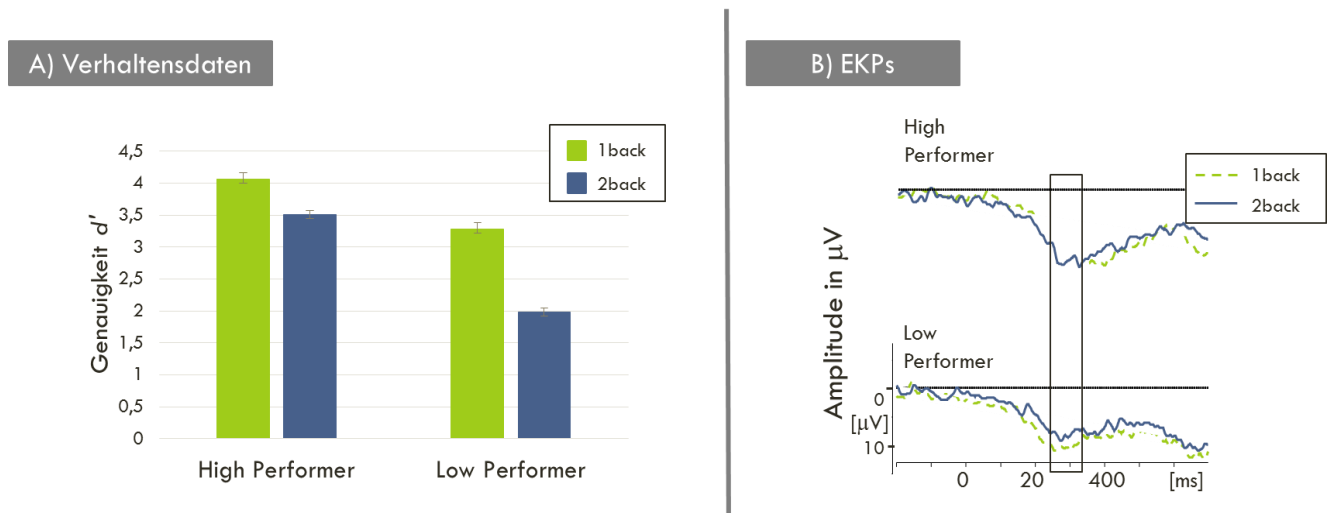 A) Verhaltensdaten
4,5
4
3,5
3
2,5
2
1,5
1
0,5
0
Genauigkeit d′
1back
2back
High Performer
Low Performer
B) EKPs
High
Performer
1back
2back
Amplitude in µV
Low
Performer
0
[µV]
10
0
20
400
[ms]